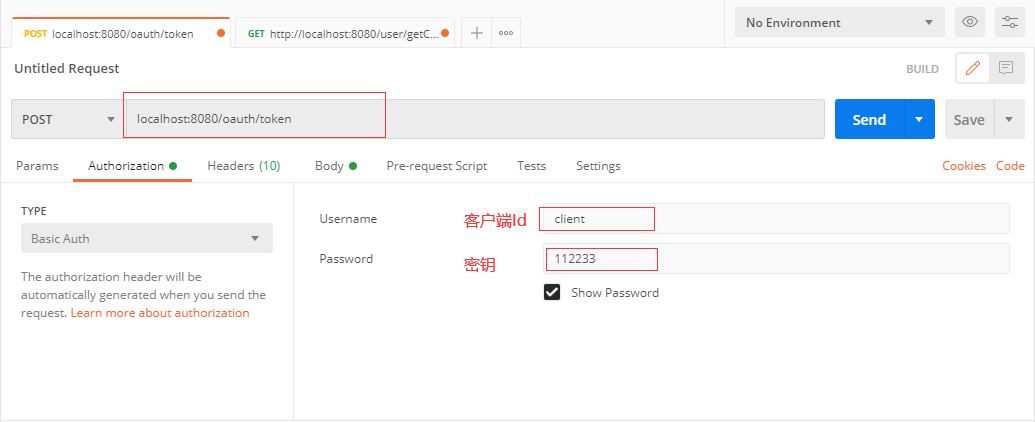 POST localhost:8080/oauth/token
GET http://localhost:8080/user/getC...
No Environment
Untitled Request
BUILD
POST
localhost:8080/oauth/token
Send
Save
Params
Authorization
Headers (10)
Body
Pre-request Script
Tests
Settings
Cookies
Code
TYPE
Basic Auth
The authorization header will be
automatically generated when you send the
request. Learn more about authorization
Username
客户端Id
client
Password
密钥
112233
Show Password